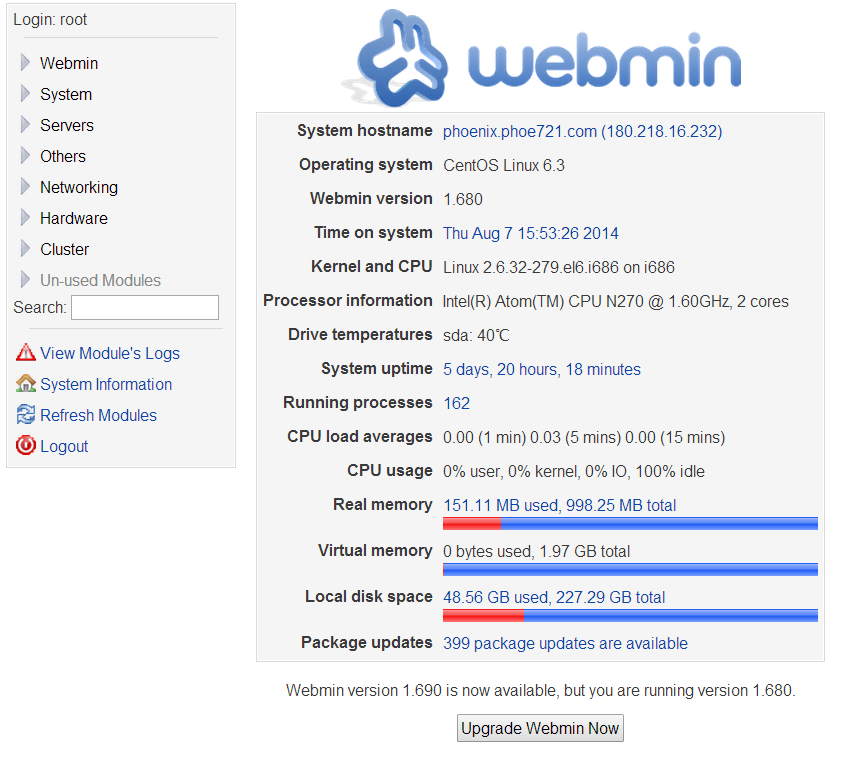 Login: root
Webmin
System
Servers
Others
Networking
Hardware
Cluster
Un-used Modules
Search:
View Module's Logs
System Information
Refresh Modules
Logout
webmin
System hostname phoenix.phoe721.com (180.218.16.232)
Operating system CentOS Linux 6.3
Webmin version 1.680
Time on system Thu Aug 7 15:53:26 2014
Kernel and CPU Linux 2.6.32-279.el6.i686 on i686
Processor information Intel(R) Atom(TM) CPU N270 @ 1.60GHz, 2 cores
Drive temperatures sda: 40℃
System uptime 5 days, 20 hours, 18 minutes
Running processes 162
CPU load averages 0.00 (1 min) 0.03 (5 mins) 0.00 (15 mins)
CPU usage 0% user, 0% kernel, 0% IO, 100% idle
Real memory 151.11 MB used, 998.25 MB total
Virtual memory 0 bytes used, 1.97 GB total
Local disk space 48.56 GB used, 227.29 GB total
Package updates 399 package updates are available
Webmin version 1.690 is now available, but you are running version 1.680.
Upgrade Webmin Now